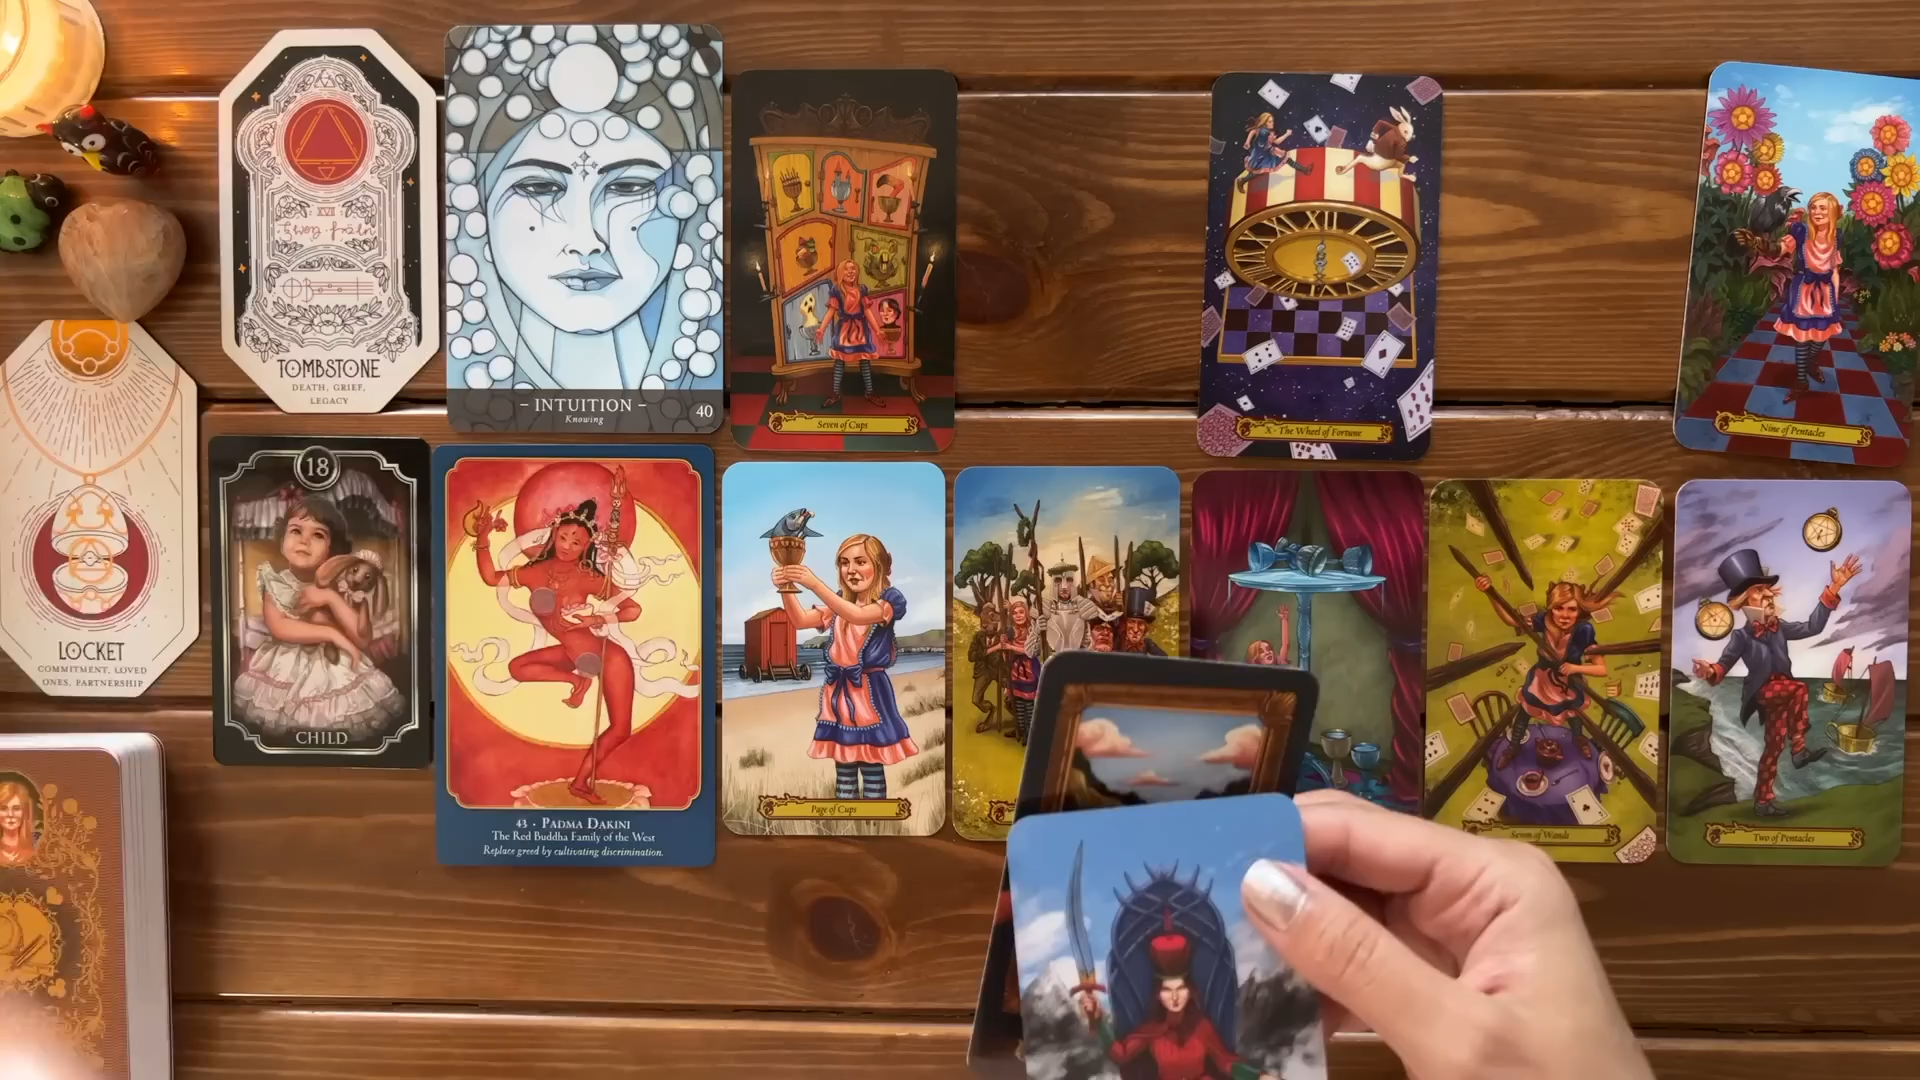 TOMBSTONE
DEATH, GRIEF,
LEGACY
- INTUITION -
Knowing
40
Seven of Cups
X - The Wheel of Fortune
Nine of Pentacles
LOCKET
COMMITMENT, LOVED
ONES, PARTNERSHIP
18
CHILD
43 · PADMA DAKINI
The Red Buddha Family of the West
Replace greed by cultivating discrimination.
Page of Cups
Seven of Wands
Two of Pentacles